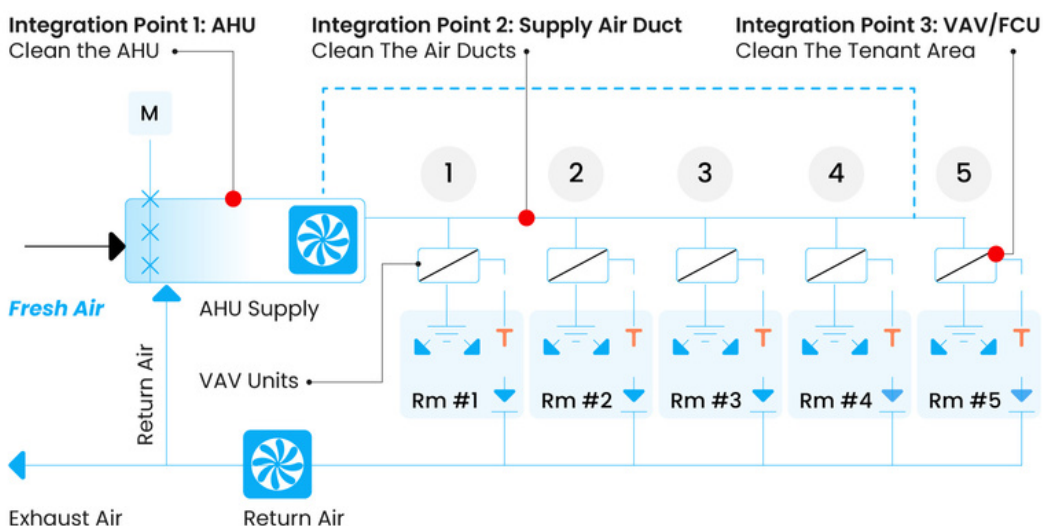 Integration Point 1: AHU
Clean the AHU
Integration Point 2: Supply Air Duct
Clean The Air Ducts
Integration Point 3: VAV/FCU
Clean The Tenant Area
M
1
2
3
4
5
Fresh Air
AHU Supply
Return Air
VAV Units
T
T
T
T
T
Rm #1
Rm #2
Rm #3
Rm #4
Rm #5
Exhaust Air
Return Air